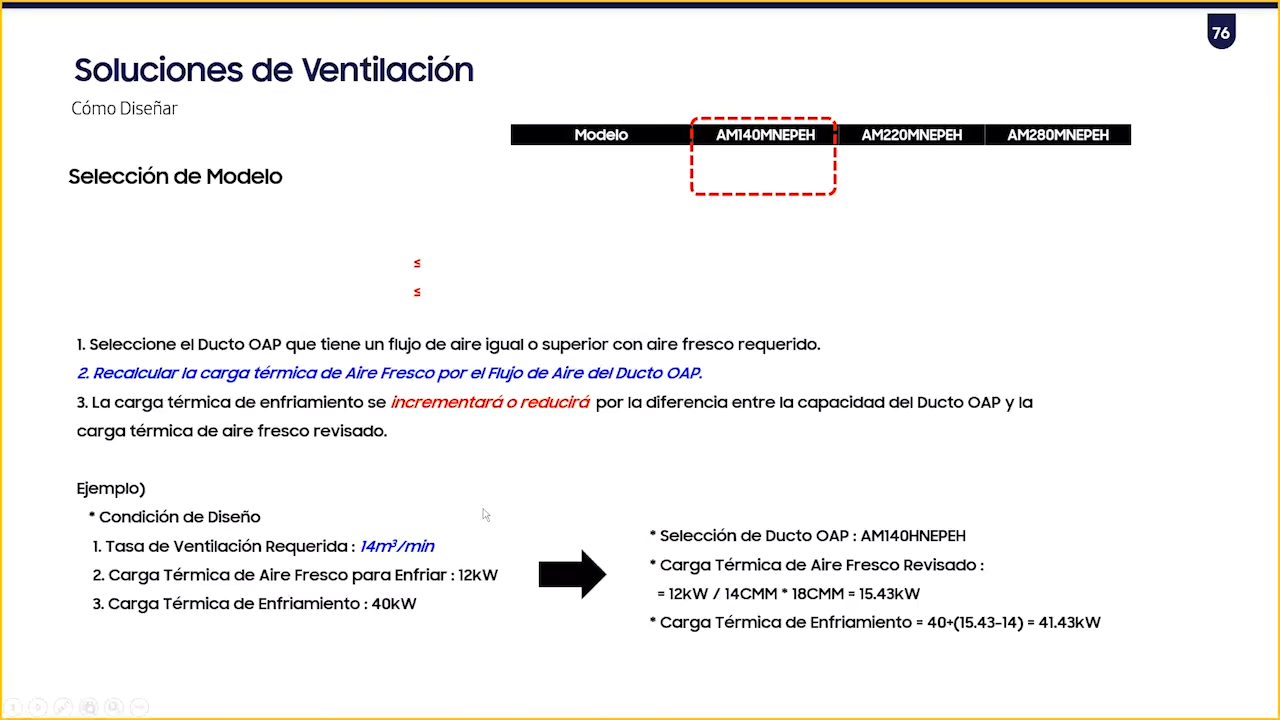 76
Soluciones de Ventilación
Cómo Diseñar
Modelo AM140MNEPEH AM220MNEPEH AM280MNEPEH
Selección de Modelo
≤
≤
1. Seleccione el Ducto OAP que tiene un flujo de aire igual o superior con aire fresco requerido.
2. Recalcular la carga térmica de Aire Fresco por el Flujo de Aire del Ducto OAP.
3. La carga térmica de enfriamiento se incrementará o reducirá por la diferencia entre la capacidad del Ducto OAP y la
carga térmica de aire fresco revisado.
Ejemplo)
* Condición de Diseño
1. Tasa de Ventilación Requerida : 14m³/min
2. Carga Térmica de Aire Fresco para Enfriar : 12kW
3. Carga Térmica de Enfriamiento : 40kW
* Selección de Ducto OAP : AM140HNEPEH
* Carga Térmica de Aire Fresco Revisado :
= 12kW / 14CMM * 18CMM = 15.43kW
* Carga Térmica de Enfriamiento = 40+(15.43-14) = 41.43kW